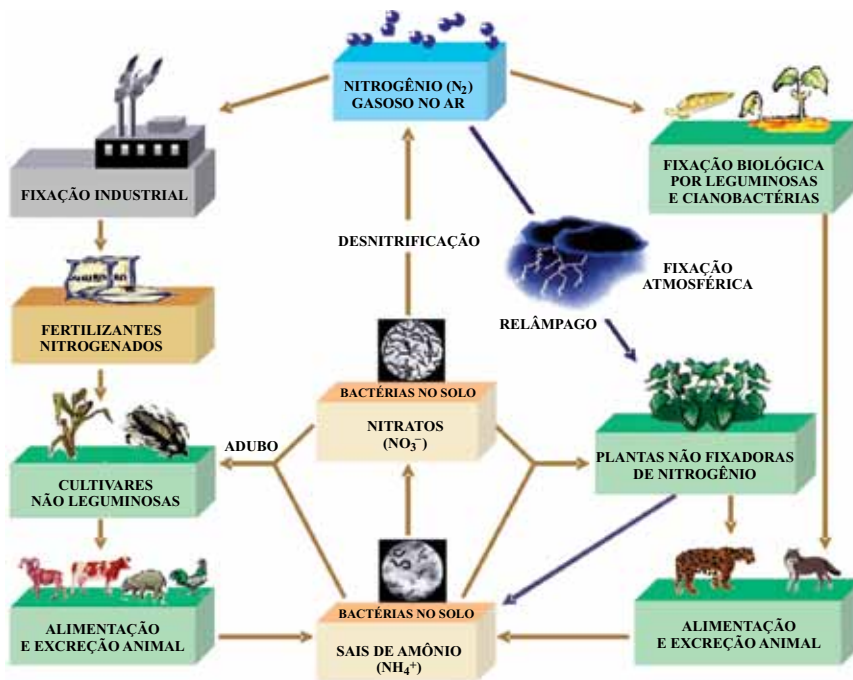 NITROGÊNIO (N₂)
GASOSO NO AR
FIXAÇÃO INDUSTRIAL
FIXAÇÃO BIOLÓGICA
POR LEGUMINOSAS
E CIANOBACTÉRIAS
DESNITRIFICAÇÃO
FIXAÇÃO
ATMOSFÉRICA
RELÂMPAGO
FERTILIZANTES
NITROGENADOS
BACTÉRIAS NO SOLO
NITRATOS
(NO₃⁻)
ADUBO
CULTIVARES
NÃO LEGUMINOSAS
PLANTAS NÃO FIXADORAS
DE NITROGÊNIO
BACTÉRIAS NO SOLO
SAIS DE AMÔNIO
(NH₄⁺)
ALIMENTAÇÃO
E EXCREÇÃO ANIMAL
ALIMENTAÇÃO
E EXCREÇÃO ANIMAL